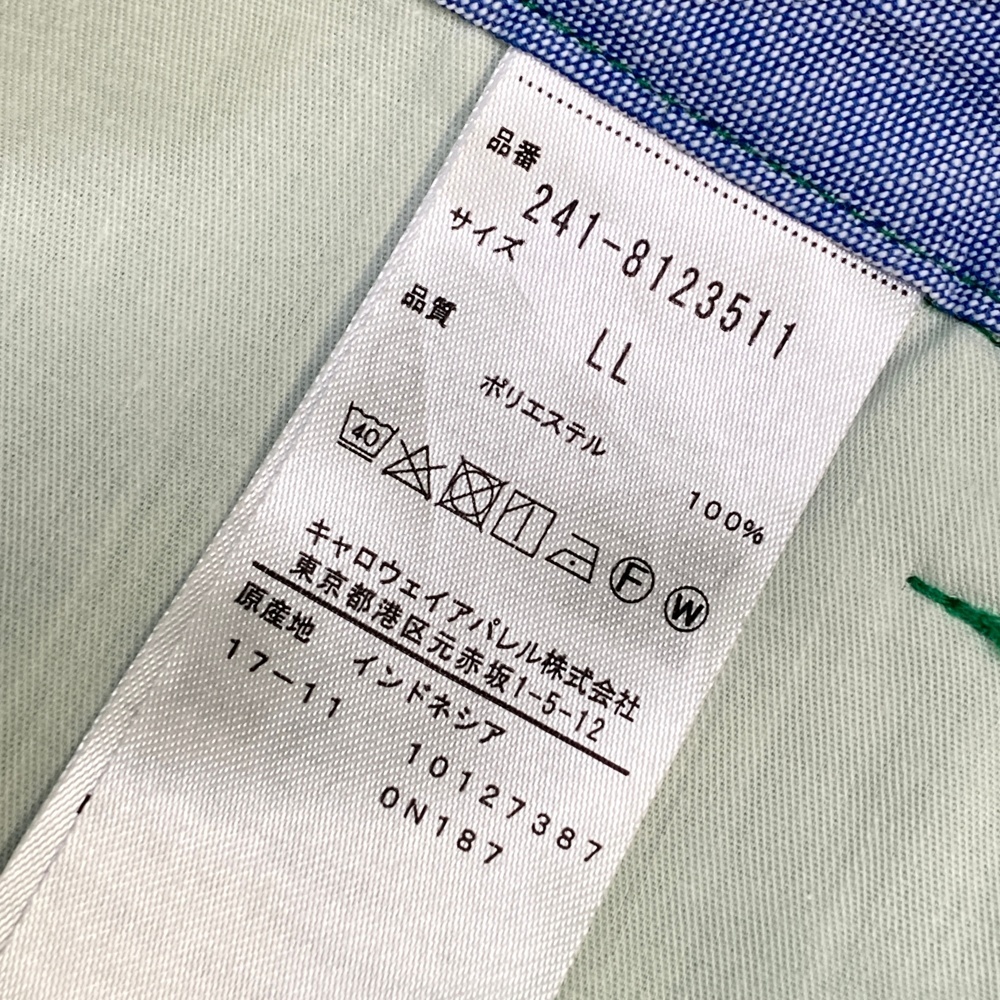 品番
241-8123511
サイズ
LL
品質
ポリエステル 100%
40
F W
キャロウェイアパレル株式会社
東京都港区元赤坂1-5-12
原産地 インドネシア
17-11 10127387
0N187